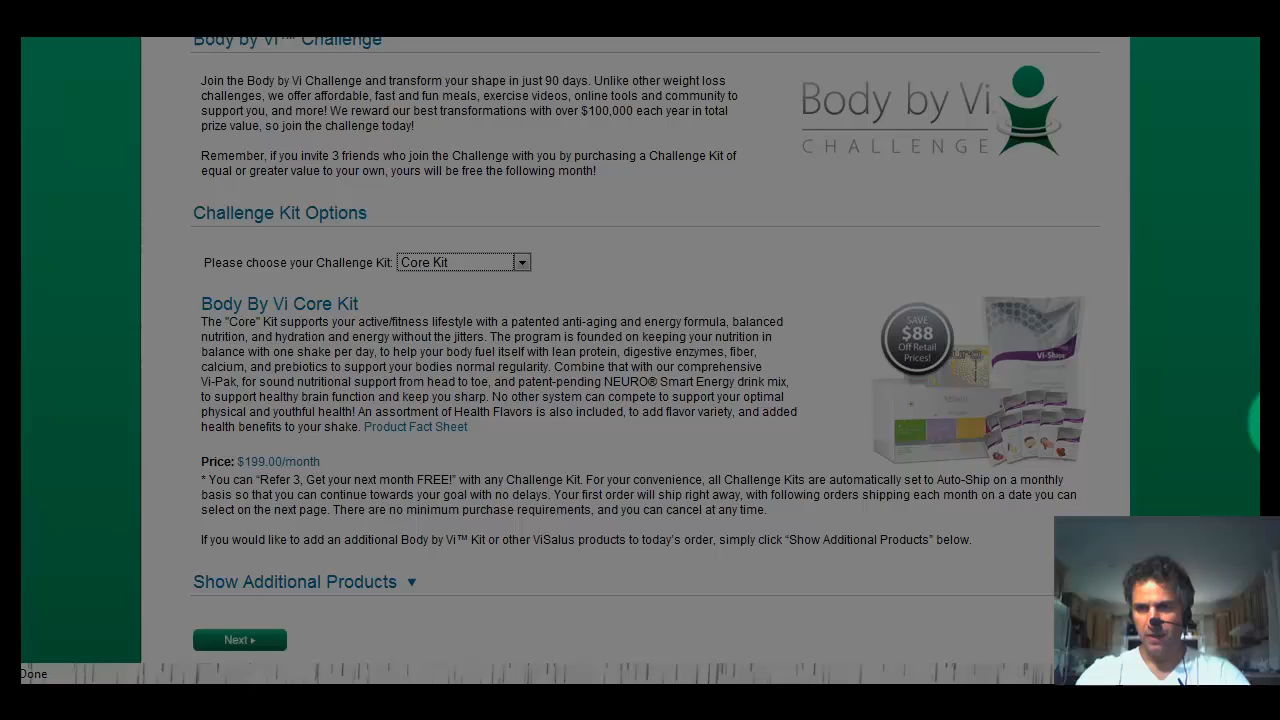 Body by Vi™ Challenge
Join the Body by Vi Challenge and transform your shape in just 90 days. Unlike other weight loss
challenges, we offer affordable, fast and fun meals, exercise videos, online tools and community to
support you, and more! We reward our best transformations with over $100,000 each year in total
prize value, so join the challenge today!
Remember, if you invite 3 friends who join the Challenge with you by purchasing a Challenge Kit of
equal or greater value to your own, yours will be free the following month!
Body by Vi
CHALLENGE
Challenge Kit Options
Please choose your Challenge Kit: Core Kit
Body By Vi Core Kit
The "Core" Kit supports your active/fitness lifestyle with a patented anti-aging and energy formula, balanced
nutrition, and hydration and energy without the jitters. The program is founded on keeping your nutrition in
balance with one shake per day, to help your body fuel itself with lean protein, digestive enzymes, fiber,
calcium, and prebiotics to support your bodies normal regularity. Combine that with our comprehensive
Vi-Pak, for sound nutritional support from head to toe, and patent-pending NEURO® Smart Energy drink mix,
to support healthy brain function and keep you sharp. No other system can compete to support your optimal
physical and youthful health! An assortment of Health Flavors is also included, to add flavor variety, and added
health benefits to your shake. Product Fact Sheet
SAVE
$88
Off Retail
Prices!
Vi-Shape
Price: $199.00/month
* You can “Refer 3, Get your next month FREE!” with any Challenge Kit. For your convenience, all Challenge Kits are automatically set to Auto-Ship on a monthly
basis so that you can continue towards your goal with no delays. Your first order will ship right away, with following orders shipping each month on a date you can
select on the next page. There are no minimum purchase requirements, and you can cancel at any time.
If you would like to add an additional Body by Vi™ Kit or other ViSalus products to today's order, simply click “Show Additional Products” below.
Show Additional Products
Next
Done